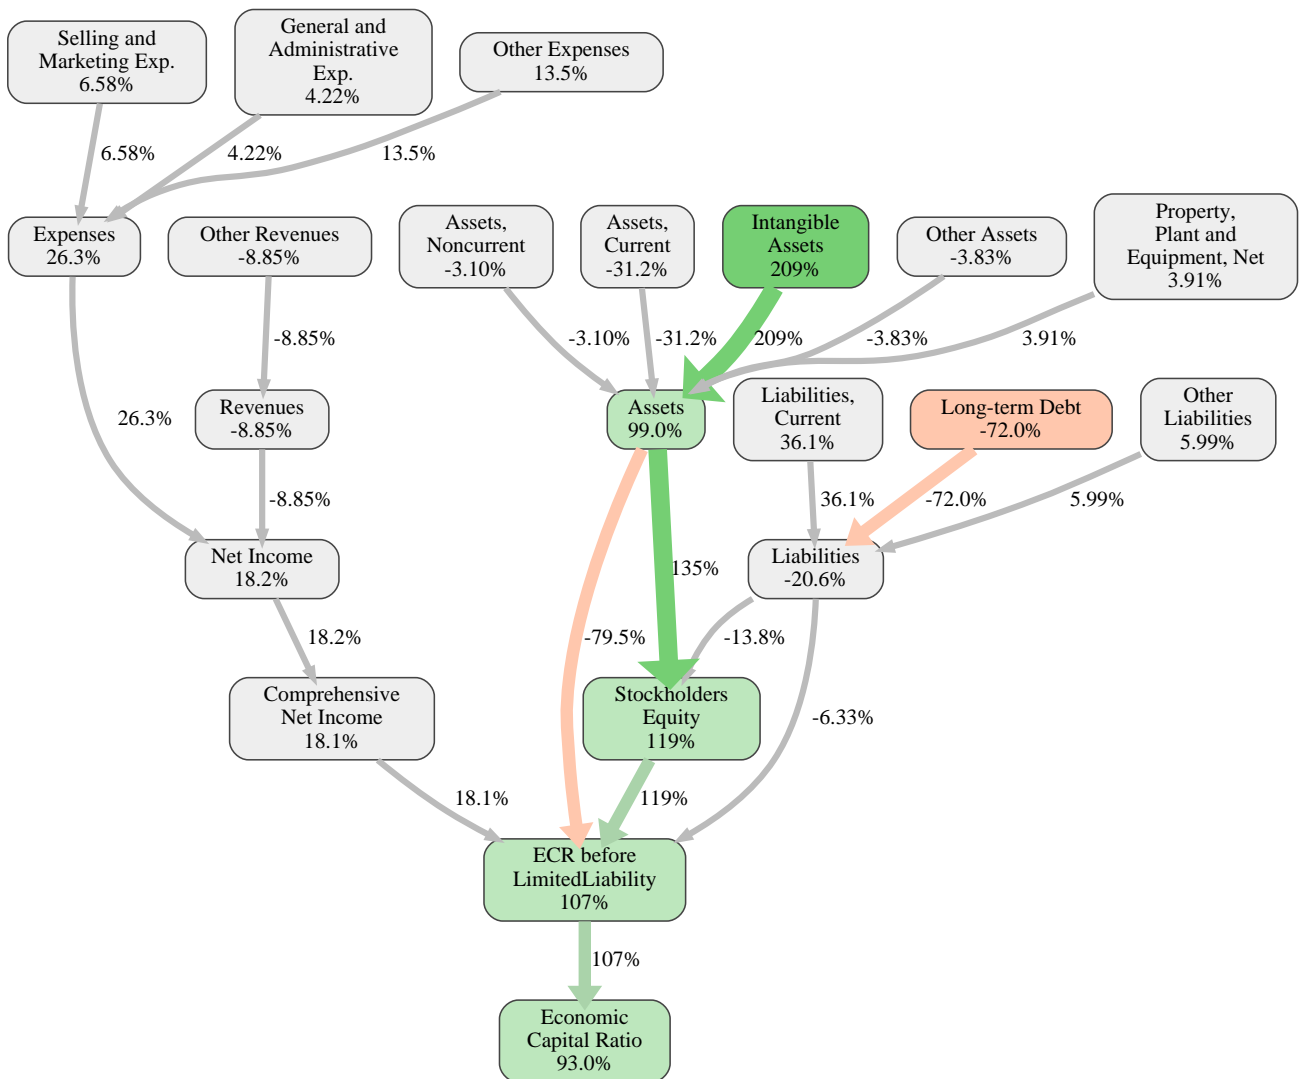 Selling and
Marketing Exp.
6.58%
General and
Administrative
Exp.
4.22%
Other Expenses
13.5%
6.58%
4.22%
13.5%
Expenses
26.3%
Other Revenues
-8.85%
Assets,
Noncurrent
-3.10%
Assets,
Current
-31.2%
Intangible
Assets
209%
Other Assets
-3.83%
Property,
Plant and
Equipment, Net
3.91%
-8.85%
-3.10%
-31.2%
209%
-3.83%
3.91%
26.3%
Revenues
-8.85%
Assets
99.0%
Liabilities,
Current
36.1%
Long-term Debt
-72.0%
Other
Liabilities
5.99%
-8.85%
36.1%
-72.0%
5.99%
Net Income
18.2%
135%
Liabilities
-20.6%
18.2%
-79.5%
-13.8%
Comprehensive
Net Income
18.1%
Stockholders
Equity
119%
-6.33%
18.1%
119%
ECR before
LimitedLiability
107%
107%
Economic
Capital Ratio
93.0%